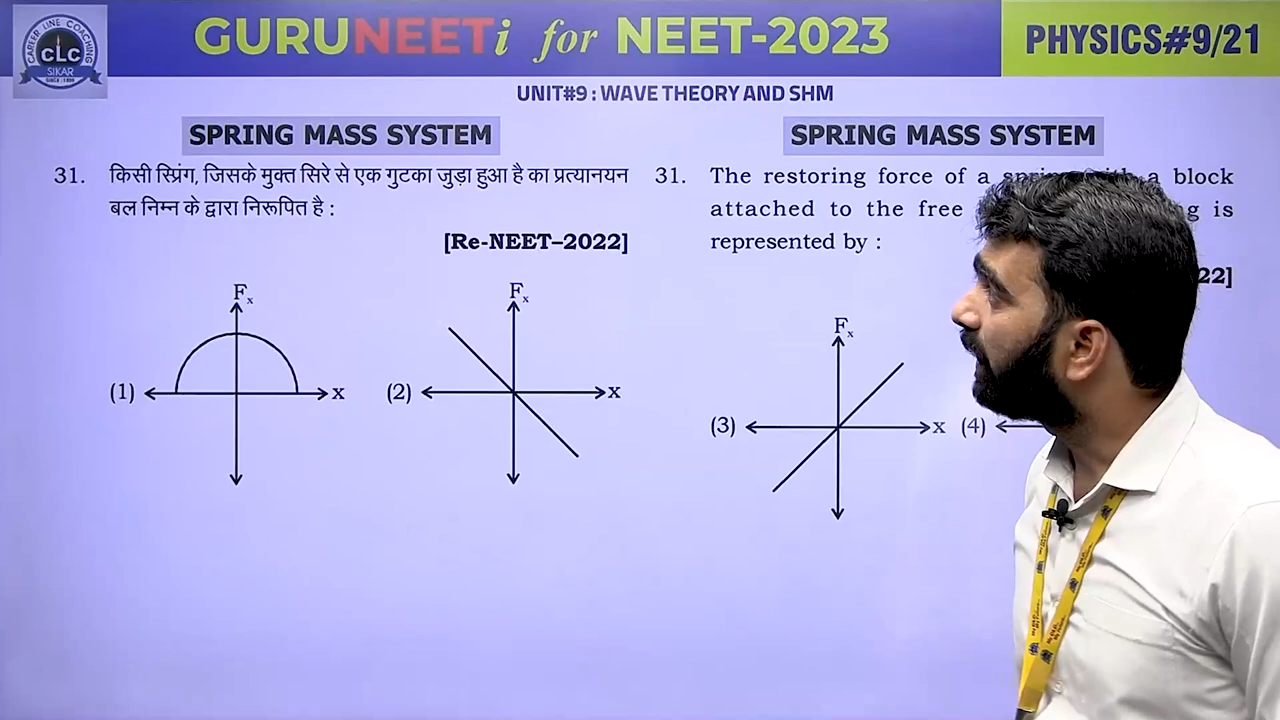 CAREER LINE COACHING
CLC
SIKAR
SINCE : 1996
GURUNEETi for NEET-2023
PHYSICS#9/21
UNIT#9 : WAVE THEORY AND SHM
SPRING MASS SYSTEM
31. किसी स्प्रिंग, जिसके मुक्त सिरे से एक गुटका जुड़ा हुआ है का प्रत्यानयन
बल निम्न के द्वारा निरूपित है :
[Re-NEET–2022]
Fx
(1)
x
Fx
(2)
x
SPRING MASS SYSTEM
31. The restoring force of a a block
attached to the free is
represented by :
22]
Fx
(3)
x
(4)